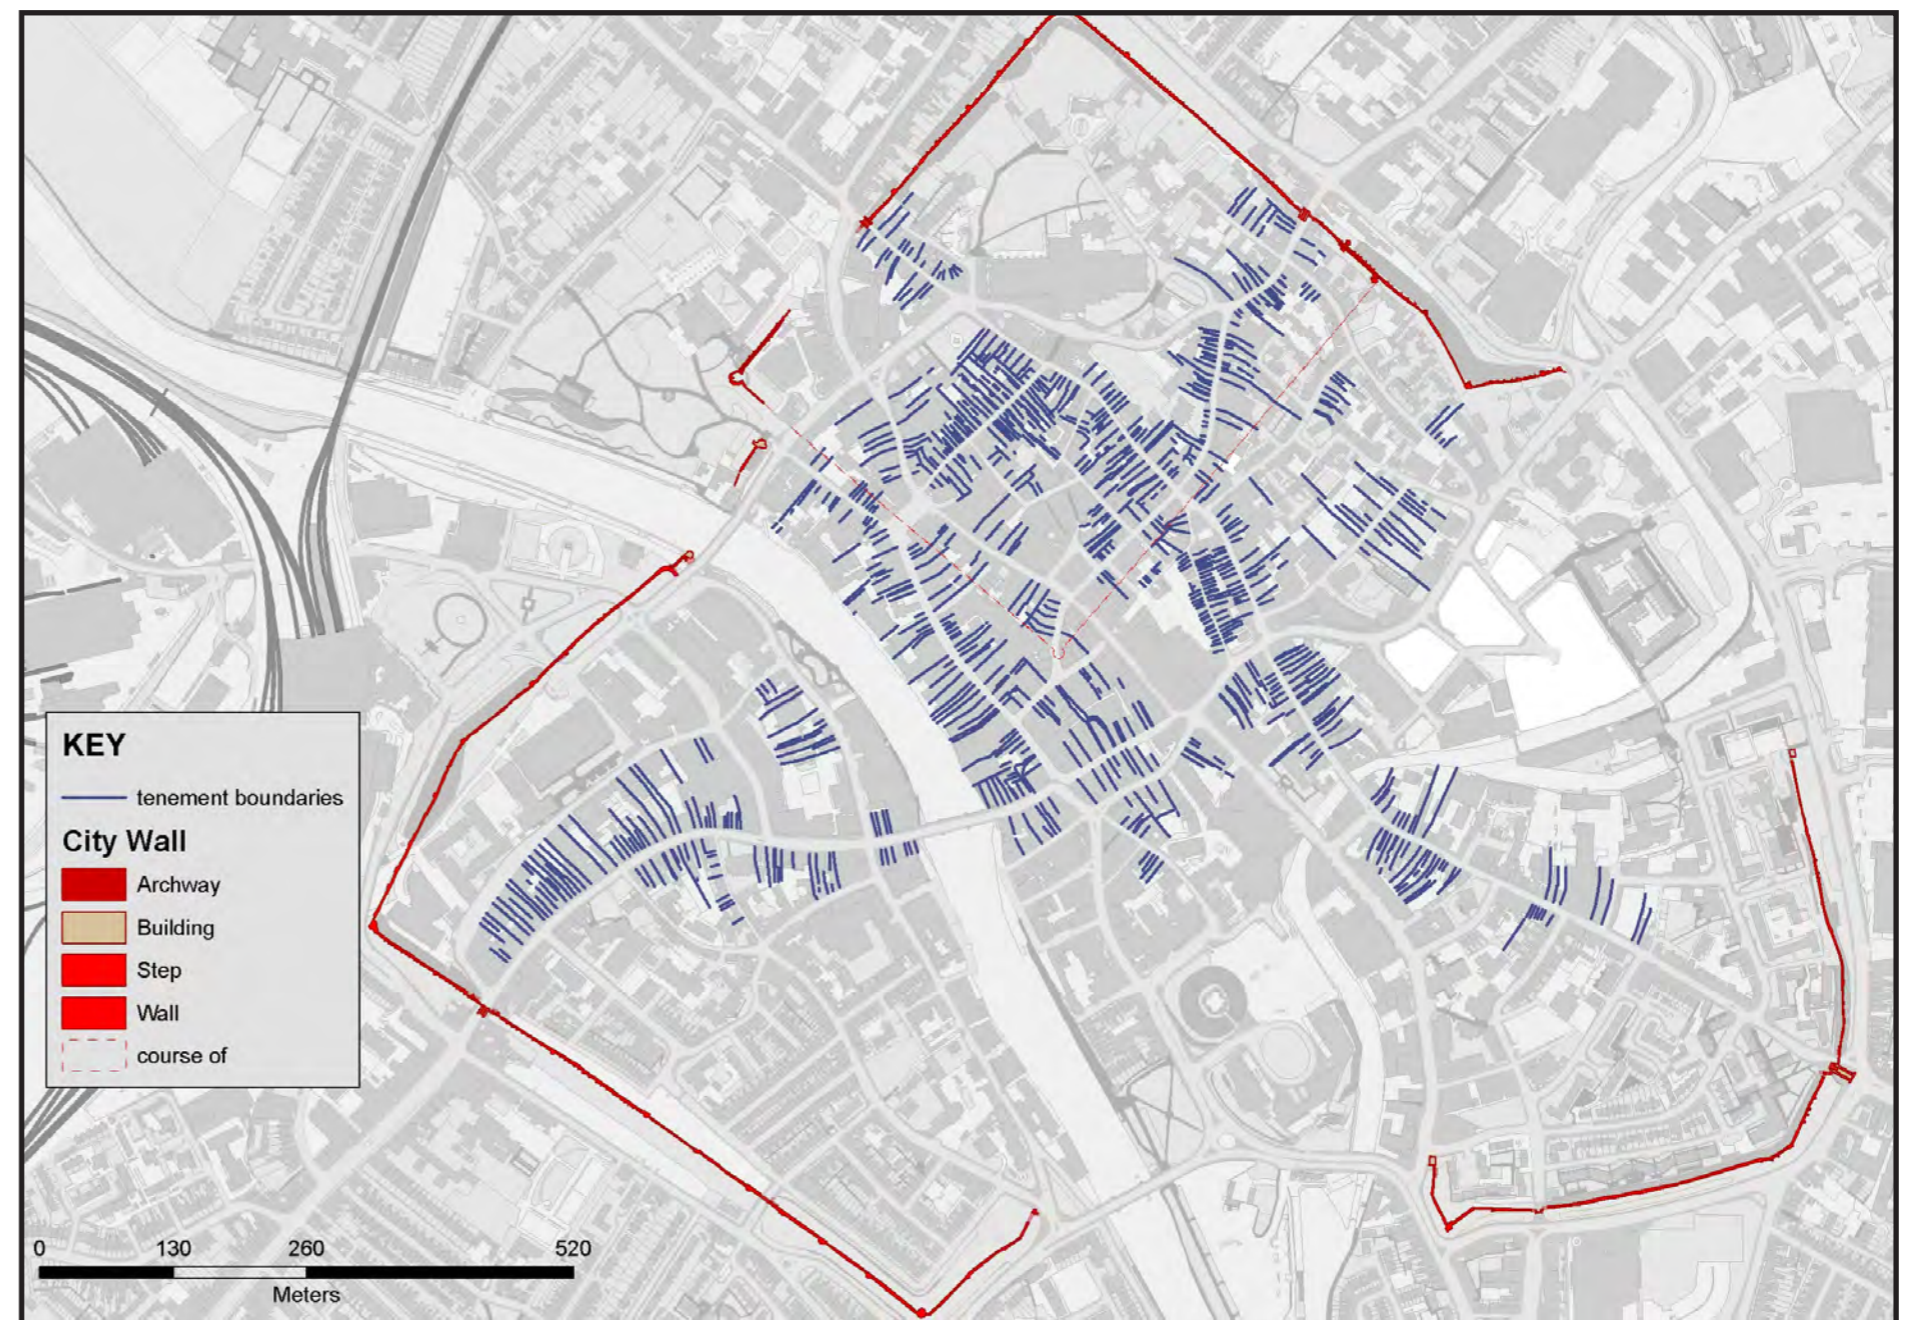 KEY
tenement boundaries
City Wall
Archway
Building
Step
Wall
course of
0 130 260 520
Meters